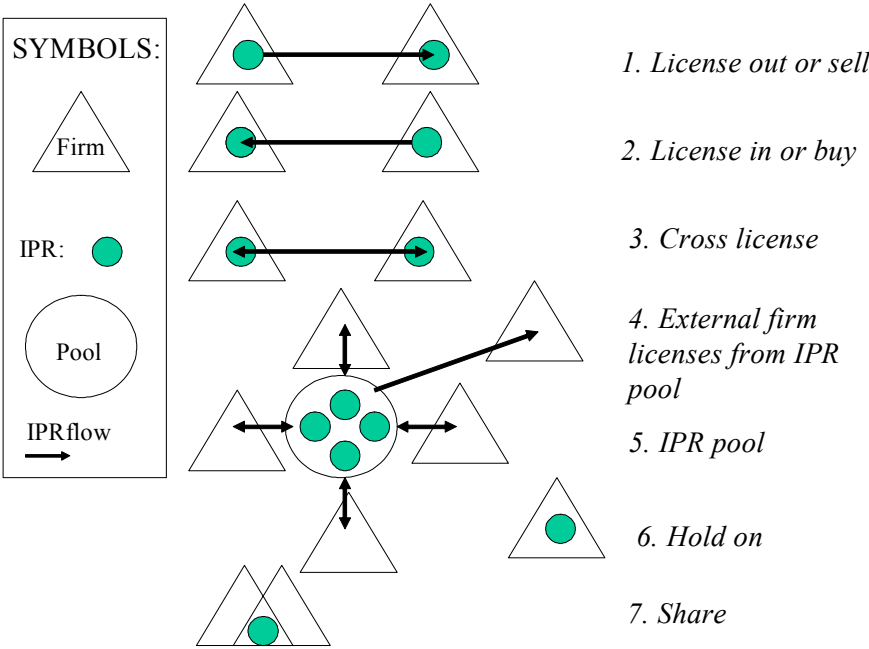 SYMBOLS:
Firm
IPR:
Pool
IPRflow
1. License out or sell
2. License in or buy
3. Cross license
4. External firm
licenses from IPR
pool
5. IPR pool
6. Hold on
7. Share